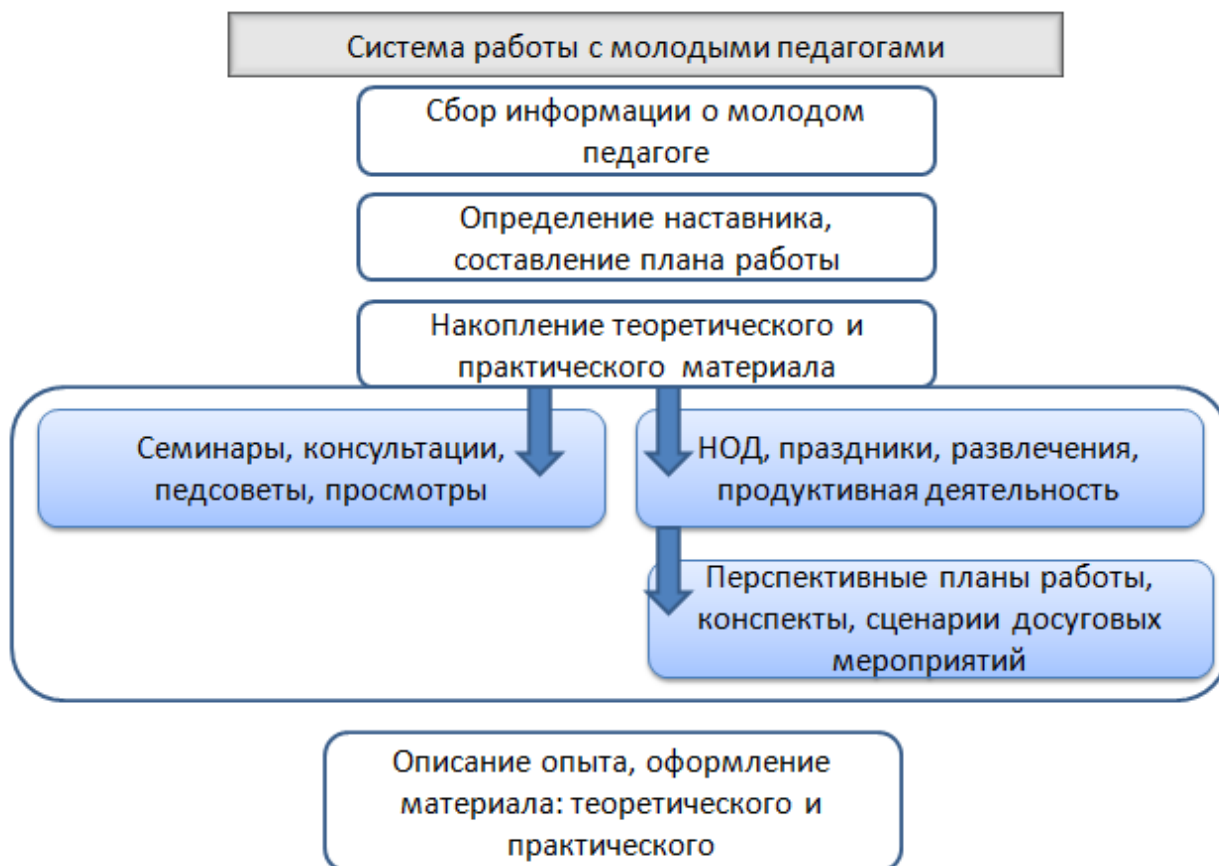 Система работы с молодыми педагогами
Сбор информации о молодом
педагоге
Определение наставника,
составление плана работы
Накопление теоретического и
практического материала
Семинары, консультации,
педсоветы, просмотры
НОД, праздники, развлечения,
продуктивная деятельность
Перспективные планы работы,
конспекты, сценарии досуговых
мероприятий
Описание опыта, оформление
материала: теоретического и
практического